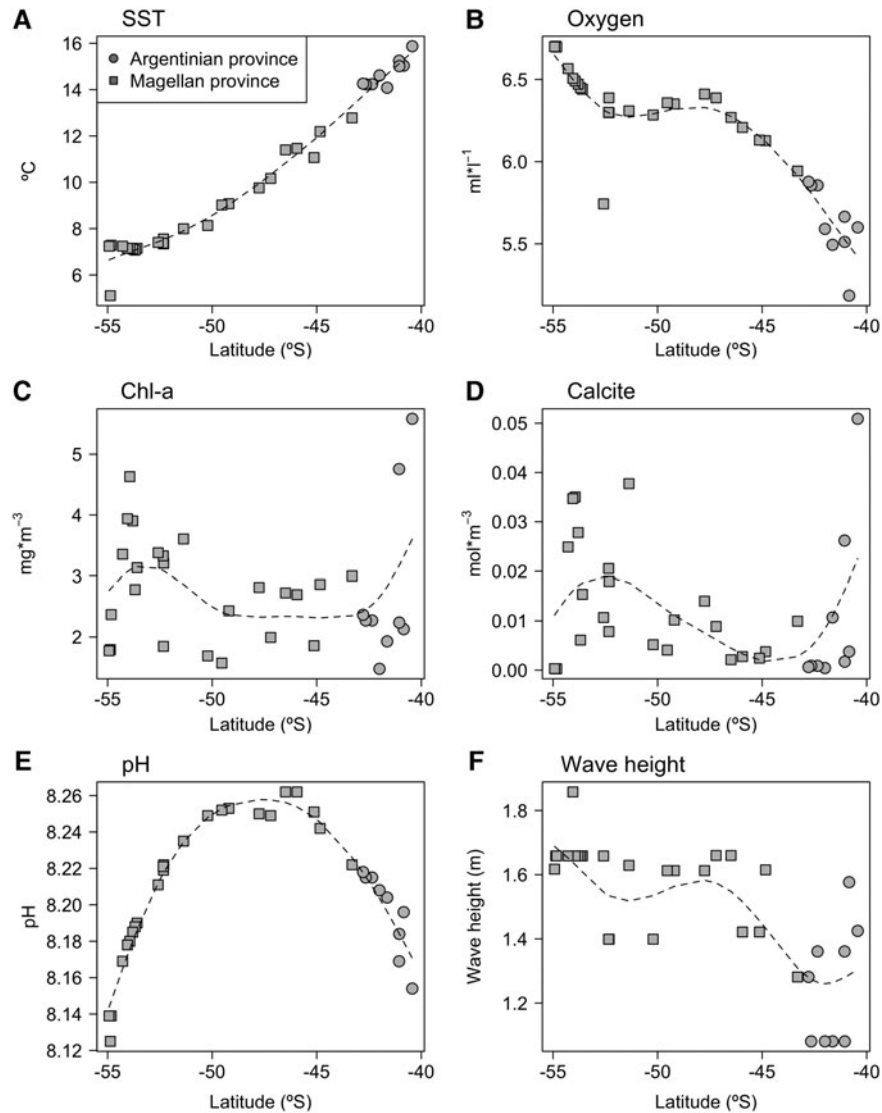 A SST
Argentinian province
Magellan province
16
14
12
10
8
6
ºC
-55 -50 -45 -40
Latitude (ºS)
B Oxygen
6.5
6.0
5.5
ml*l⁻¹
-55 -50 -45 -40
Latitude (ºS)
C Chl-a
5
4
3
2
mg*m⁻³
-55 -50 -45 -40
Latitude (ºS)
D Calcite
0.05
0.04
0.03
0.02
0.01
0.00
mol*m⁻³
-55 -50 -45 -40
Latitude (ºS)
E pH
8.26
8.24
8.22
8.20
8.18
8.16
8.14
8.12
pH
-55 -50 -45 -40
Latitude (ºS)
F Wave height
1.8
1.6
1.4
1.2
Wave height (m)
-55 -50 -45 -40
Latitude (ºS)